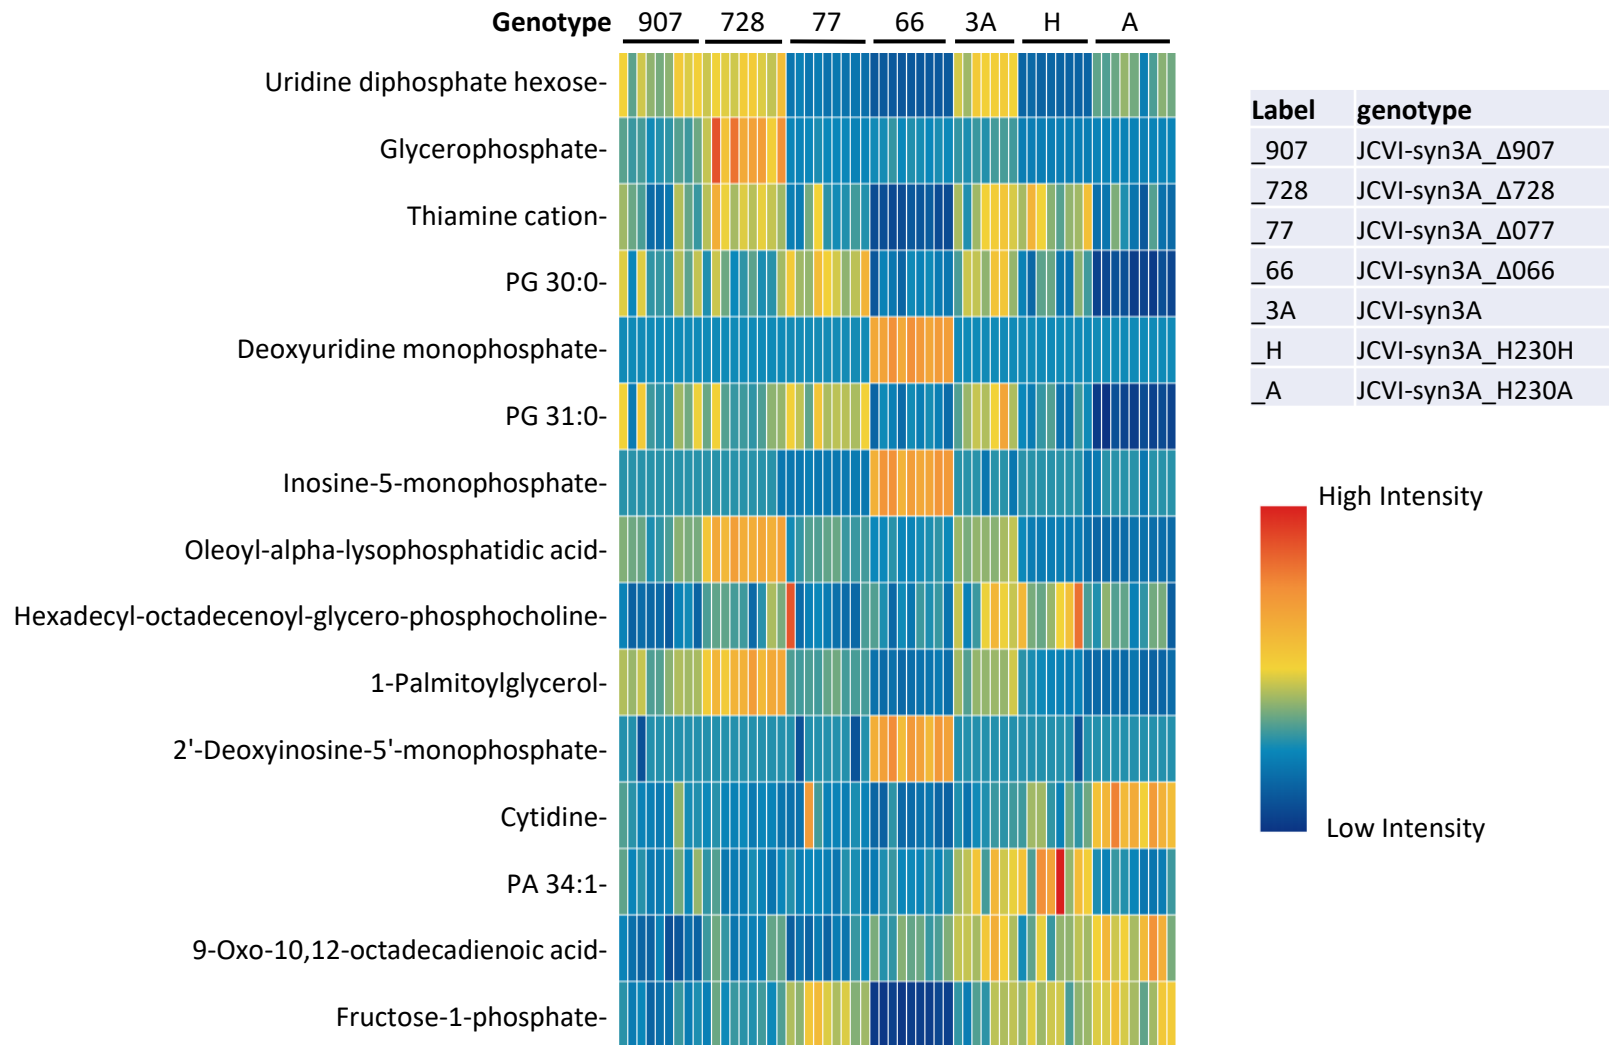 Genotype 907 728 77 66 3A H A
Uridine diphosphate hexose-
Glycerophosphate-
Thiamine cation-
PG 30:0-
Deoxyuridine monophosphate-
PG 31:0-
Inosine-5-monophosphate-
Oleoyl-alpha-lysophosphatidic acid-
Hexadecyl-octadecenoyl-glycero-phosphocholine-
1-Palmitoylglycerol-
2'-Deoxyinosine-5'-monophosphate-
Cytidine-
PA 34:1-
9-Oxo-10,12-octadecadienoic acid-
Fructose-1-phosphate-
Label genotype
_907 JCVI-syn3A_Δ907
_728 JCVI-syn3A_Δ728
_77 JCVI-syn3A_Δ077
_66 JCVI-syn3A_Δ066
_3A JCVI-syn3A
_H JCVI-syn3A_H230H
_A JCVI-syn3A_H230A
High Intensity
Low Intensity